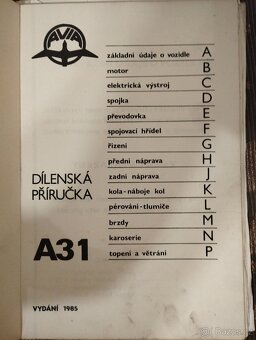 AVIA
základní údaje o vozidle A
motor B
elektrická výstroj C
spojka D
převodovka E
spojovací hřídel F
řízení G
přední náprava H
zadní náprava J
kola-náboje kol K
pérování-tlumiče L
brzdy M
karoserie N
topení a větrání P
DÍLENSKÁ
PŘÍRUČKA
A31
VYDÁNÍ 1985